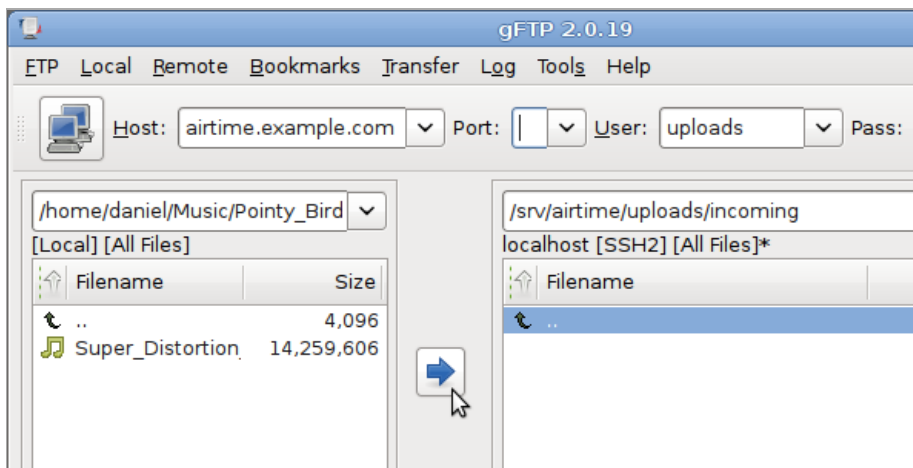 gFTP 2.0.19
FTP Local Remote Bookmarks Transfer Log Tools Help
Host: airtime.example.com Port: User: uploads Pass:
/home/daniel/Music/Pointy_Bird /srv/airtime/uploads/incoming
[Local] [All Files] localhost [SSH2] [All Files]*
Filename Size Filename
.. 4,096 ..
Super_Distortion_ 14,259,606